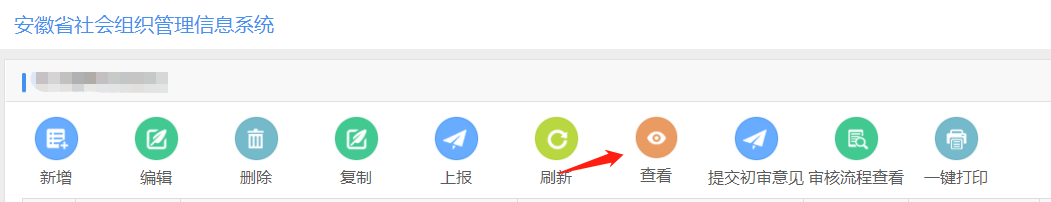 安徽省社会组织管理信息系统
新增 编辑 删除 复制 上报 刷新 查看 提交初审意见 审核流程查看 一键打印